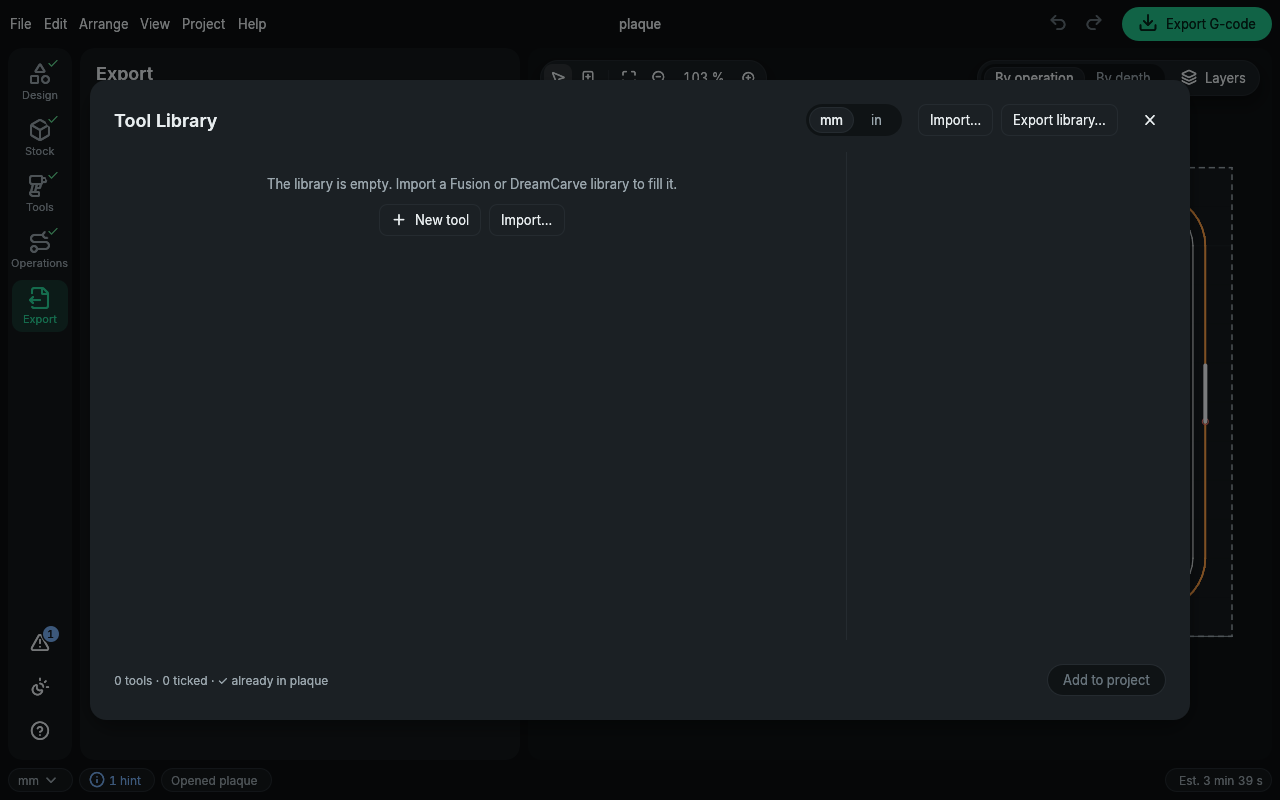 File Edit Arrange View Project Help
plaque
Export G-code
Design
Stock
Tools
Operations
Export
1
Export
103 %
By operation By depth
Layers
Tool Library
mm in
Import...
Export library...
The library is empty. Import a Fusion or DreamCarve library to fill it.
New tool
Import...
0 tools · 0 ticked · ✓ already in plaque
Add to project
mm
1 hint
Opened plaque
Est. 3 min 39 s